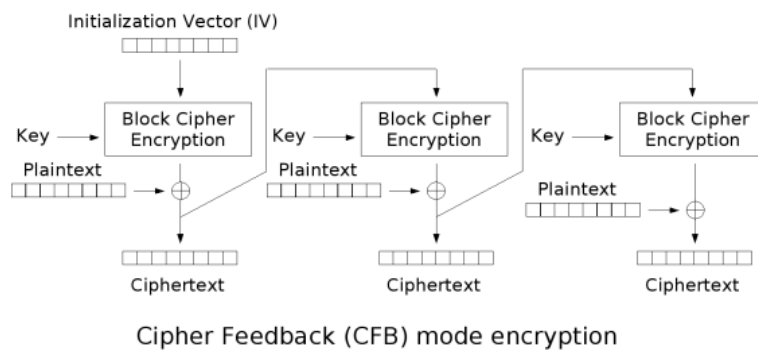 Initialization Vector (IV)
Block Cipher
Encryption
Block Cipher
Encryption
Block Cipher
Encryption
Key
Key
Key
Plaintext
Plaintext
Plaintext
Ciphertext
Ciphertext
Ciphertext
Cipher Feedback (CFB) mode encryption